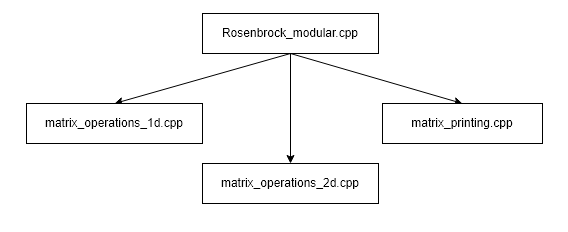 Rosenbrock_modular.cpp
matrix_operations_1d.cpp
matrix_printing.cpp
matrix_operations_2d.cpp